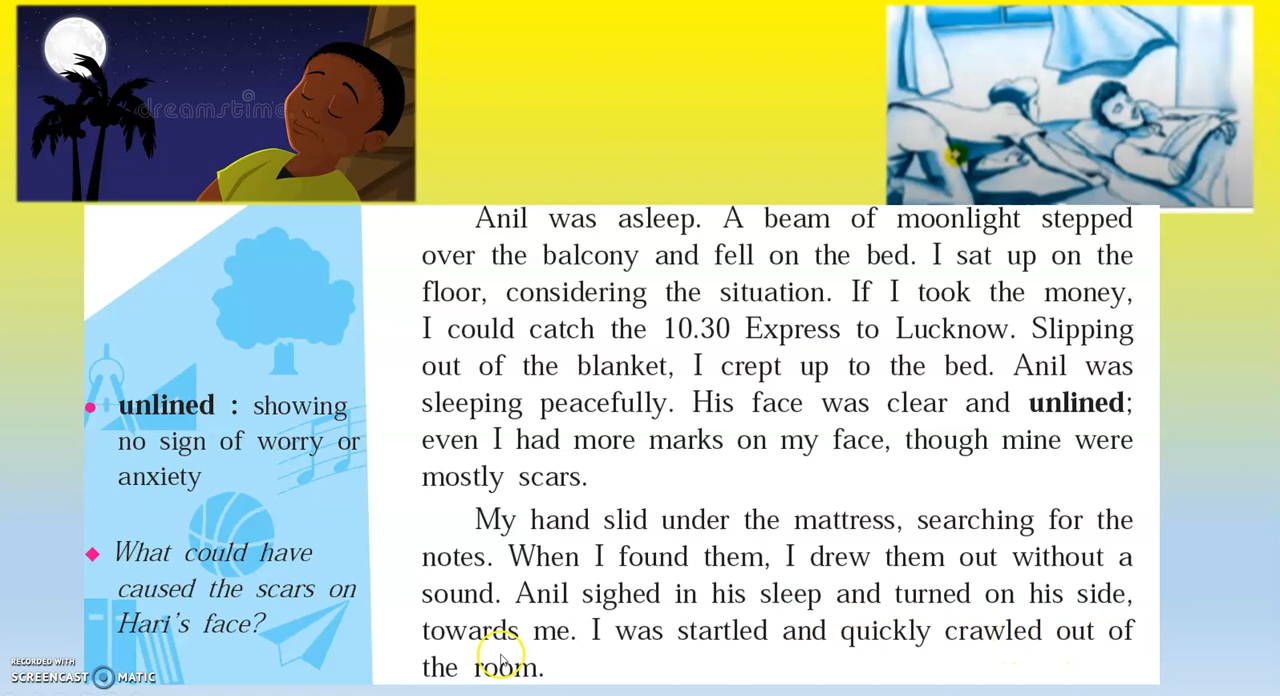 dreamstime
Anil was asleep. A beam of moonlight stepped
over the balcony and fell on the bed. I sat up on the
floor, considering the situation. If I took the money,
I could catch the 10.30 Express to Lucknow. Slipping
out of the blanket, I crept up to the bed. Anil was
sleeping peacefully. His face was clear and unlined;
even I had more marks on my face, though mine were
mostly scars.
My hand slid under the mattress, searching for the
notes. When I found them, I drew them out without a
sound. Anil sighed in his sleep and turned on his side,
towards me. I was startled and quickly crawled out of
the room.
unlined : showing
no sign of worry or
anxiety
What could have
caused the scars on
Hari's face?
RECORDED WITH
SCREENCAST MATIC